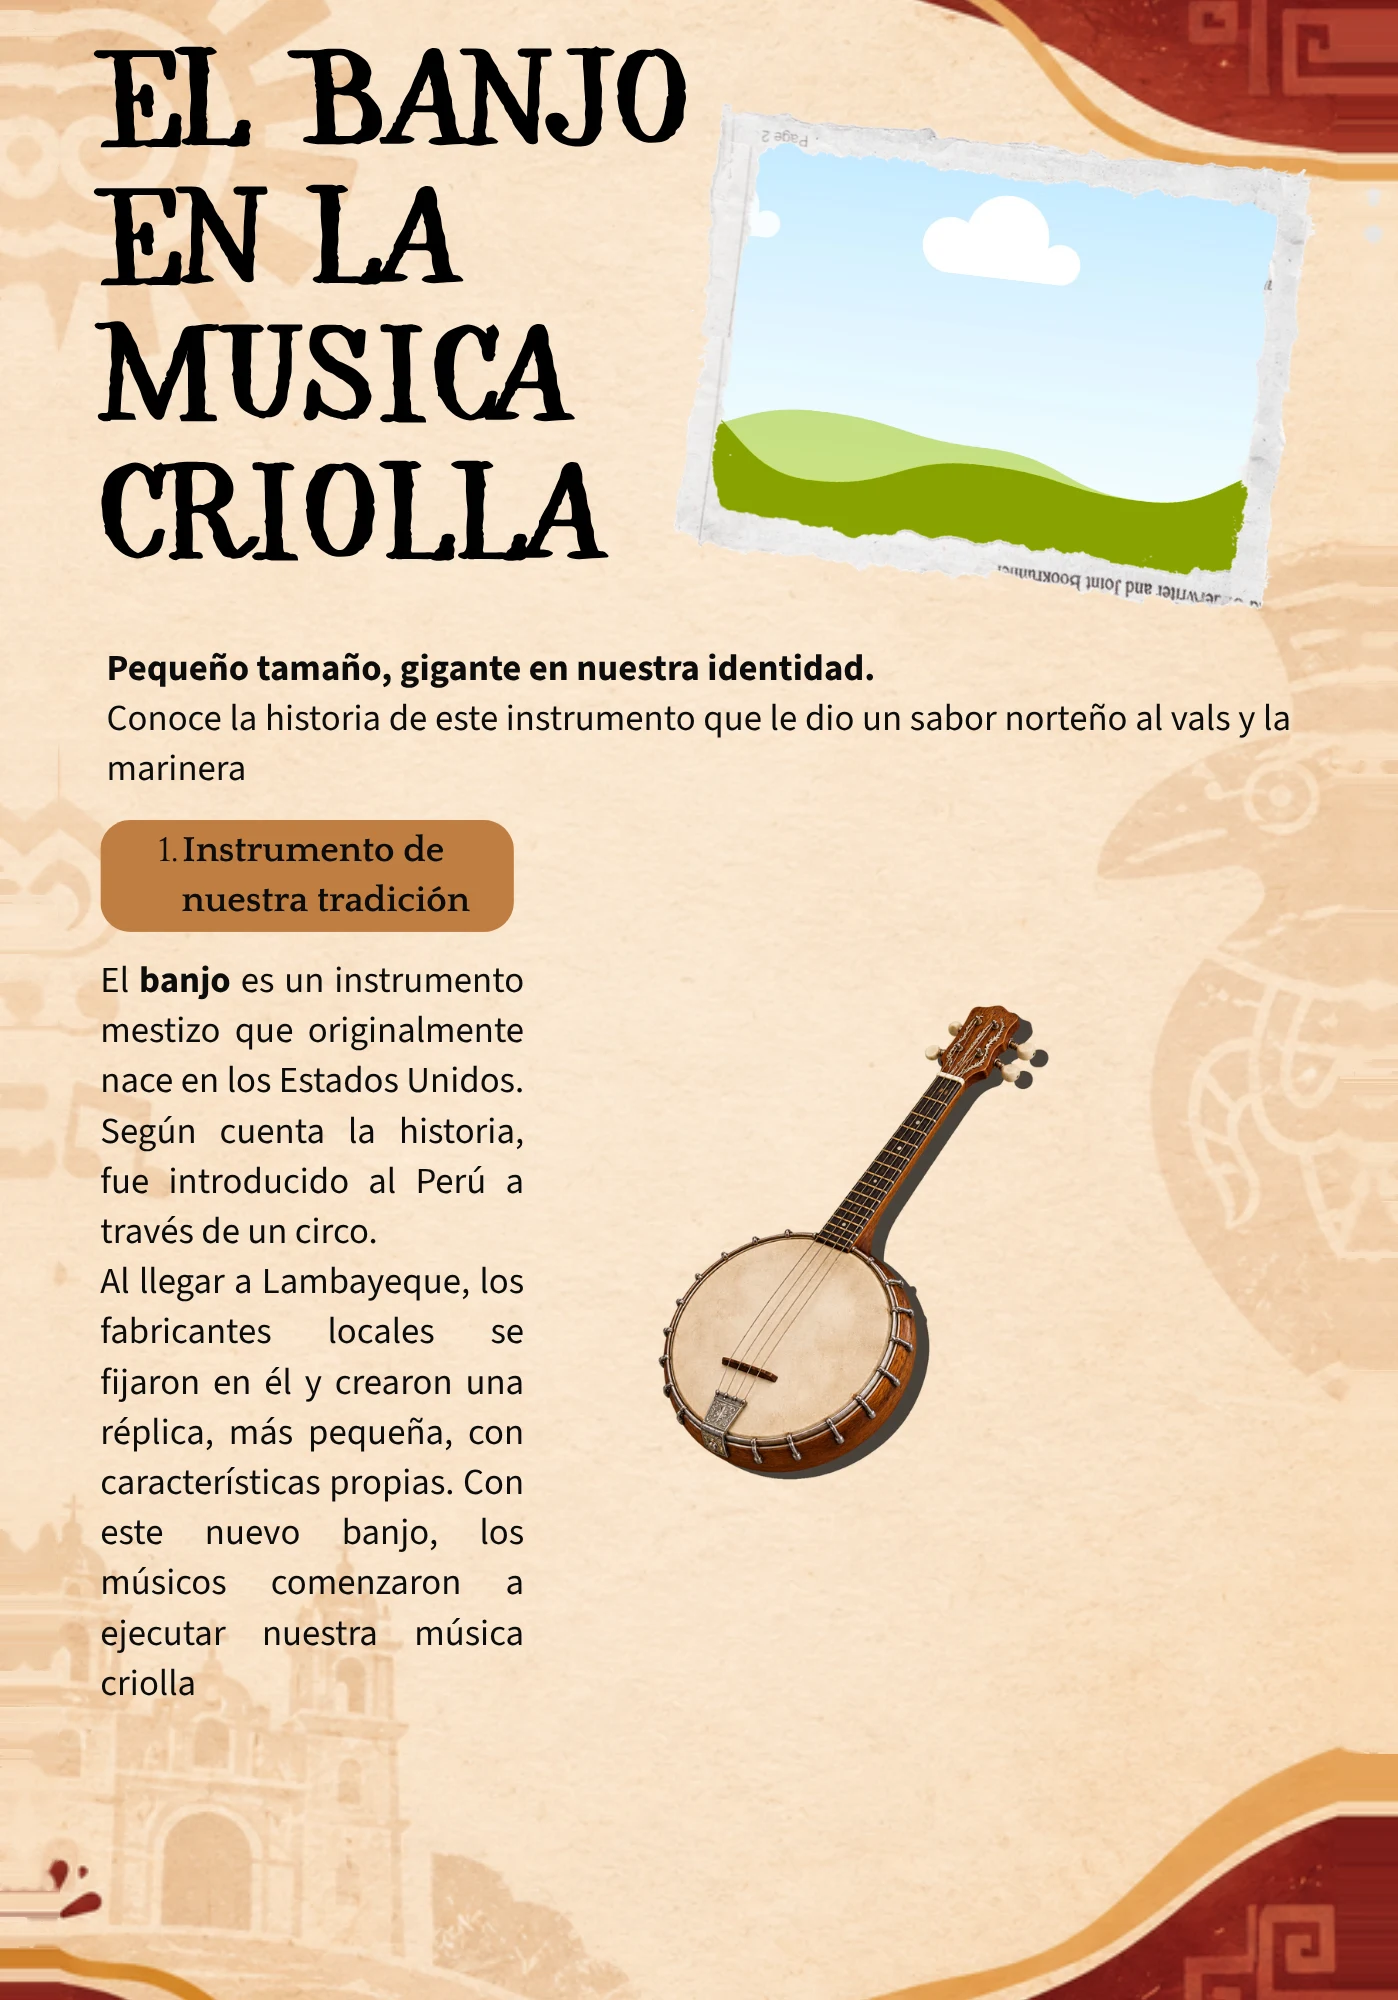 EL BANJO
EN LA
MUSICA
CRIOLLA
Page 2
Joint Bookrunner
and
Pequeño tamaño, gigante en nuestra identidad.
Conoce la historia de este instrumento que le dio un sabor norteño al vals y la
marinera
1. Instrumento de
nuestra tradición
El banjo es un instrumento
mestizo que originalmente
nace en los Estados Unidos.
Según cuenta la historia,
fue introducido al Perú a
través de un circo.
Al llegar a Lambayeque, los
fabricantes locales se
fijaron en él y crearon una
réplica, más pequeña, con
características propias. Con
este nuevo banjo, los
músicos comenzaron a
ejecutar nuestra música
criolla